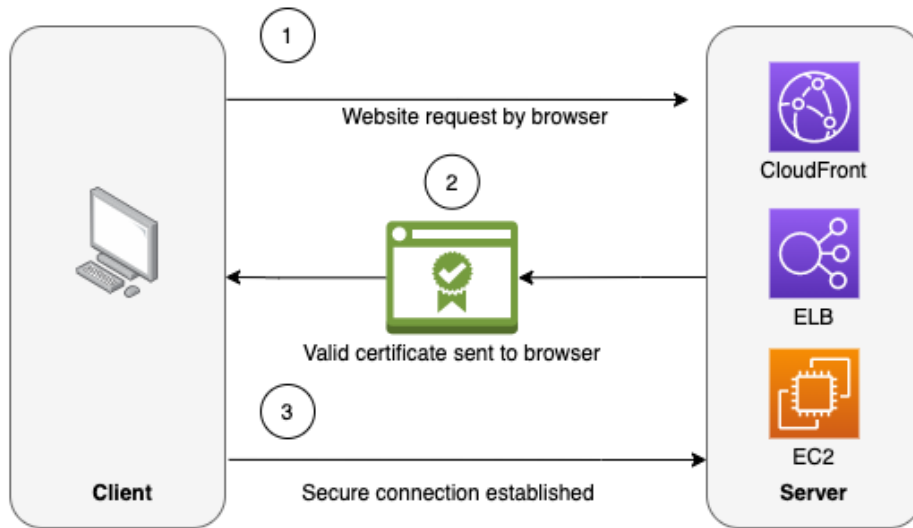 1
Website request by browser
CloudFront
2
ELB
Valid certificate sent to browser
3
EC2
Client
Secure connection established
Server